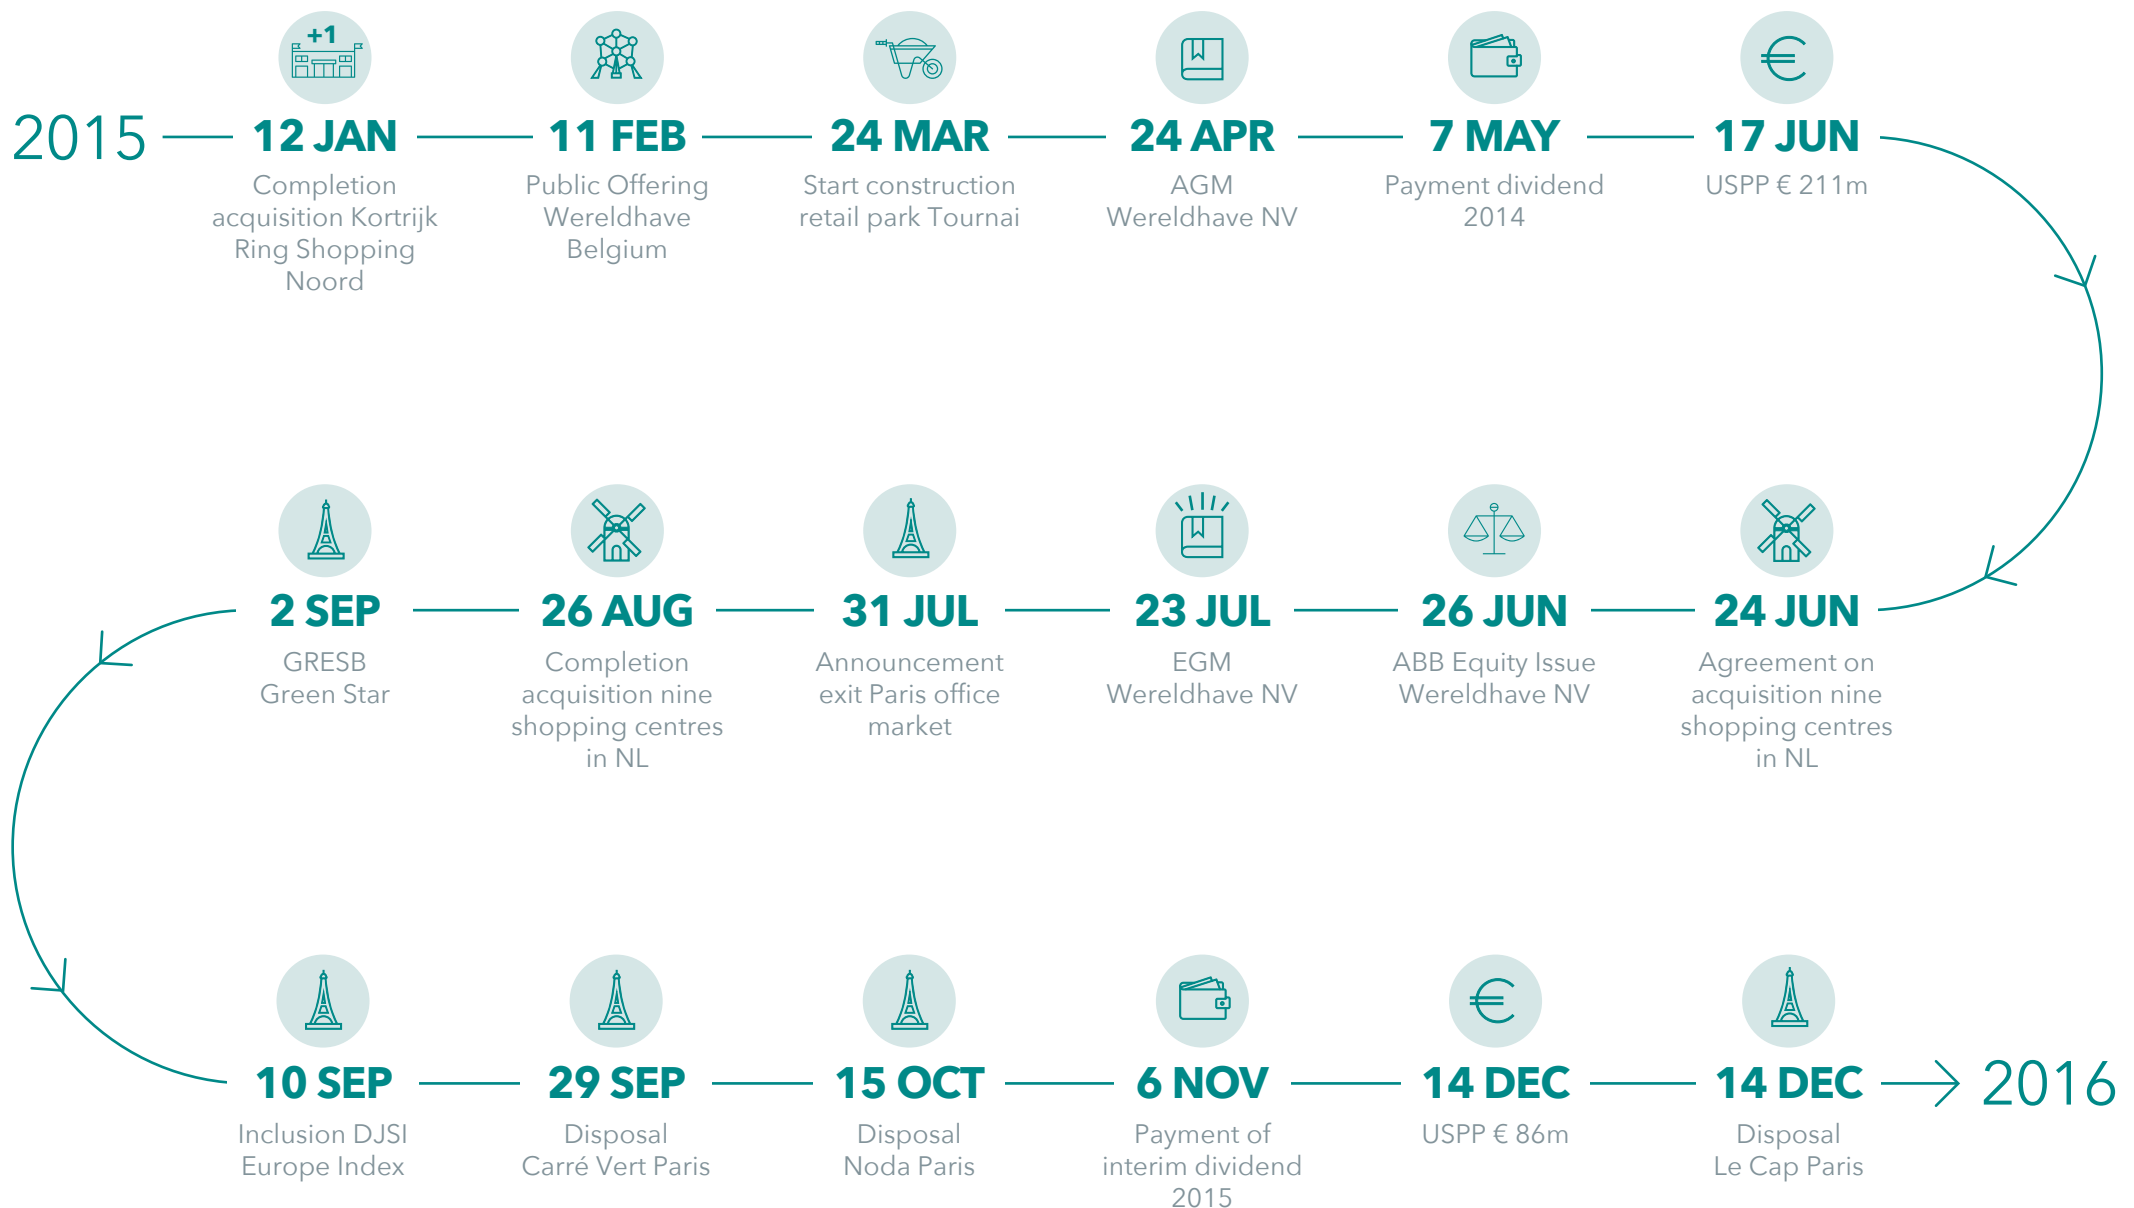 2015
+1
12 JAN
Completion
acquisition Kortrijk
Ring Shopping
Noord
11 FEB
Public Offering
Wereldhave
Belgium
24 MAR
Start construction
retail park Tournai
24 APR
AGM
Wereldhave NV
7 MAY
Payment dividend
2014
17 JUN
USPP € 211m
24 JUN
Agreement on
acquisition nine
shopping centres
in NL
26 JUN
ABB Equity Issue
Wereldhave NV
23 JUL
EGM
Wereldhave NV
31 JUL
Announcement
exit Paris office
market
26 AUG
Completion
acquisition nine
shopping centres
in NL
2 SEP
GRESB
Green Star
10 SEP
Inclusion DJSI
Europe Index
29 SEP
Disposal
Carré Vert Paris
15 OCT
Disposal
Noda Paris
6 NOV
Payment of
interim dividend
2015
14 DEC
USPP € 86m
14 DEC
Disposal
Le Cap Paris
2016